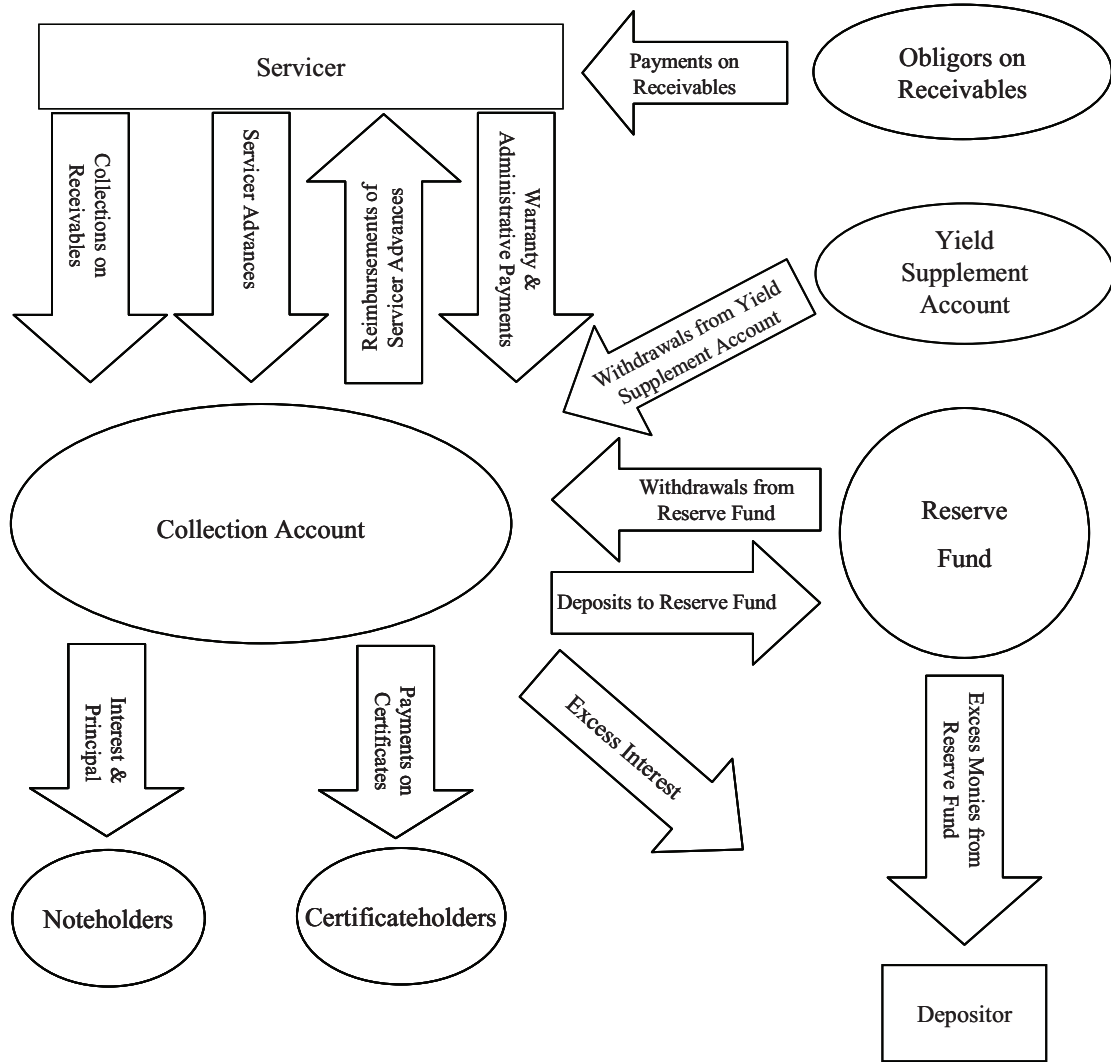 Servicer
Payments on
Receivables
Obligors on
Receivables
Collections on
Receivables
Servicer Advances
Reimbursements of
Servicer Advances
Warranty &
Administrative Payments
Yield
Supplement
Account
Withdrawals from Yield
Supplement Account
Collection Account
Withdrawals from
Reserve Fund
Reserve
Fund
Deposits to Reserve Fund
Interest &
Principal
Payments on
Certificates
Excess Interest
Excess Monies from
Reserve Fund
Noteholders
Certificateholders
Depositor